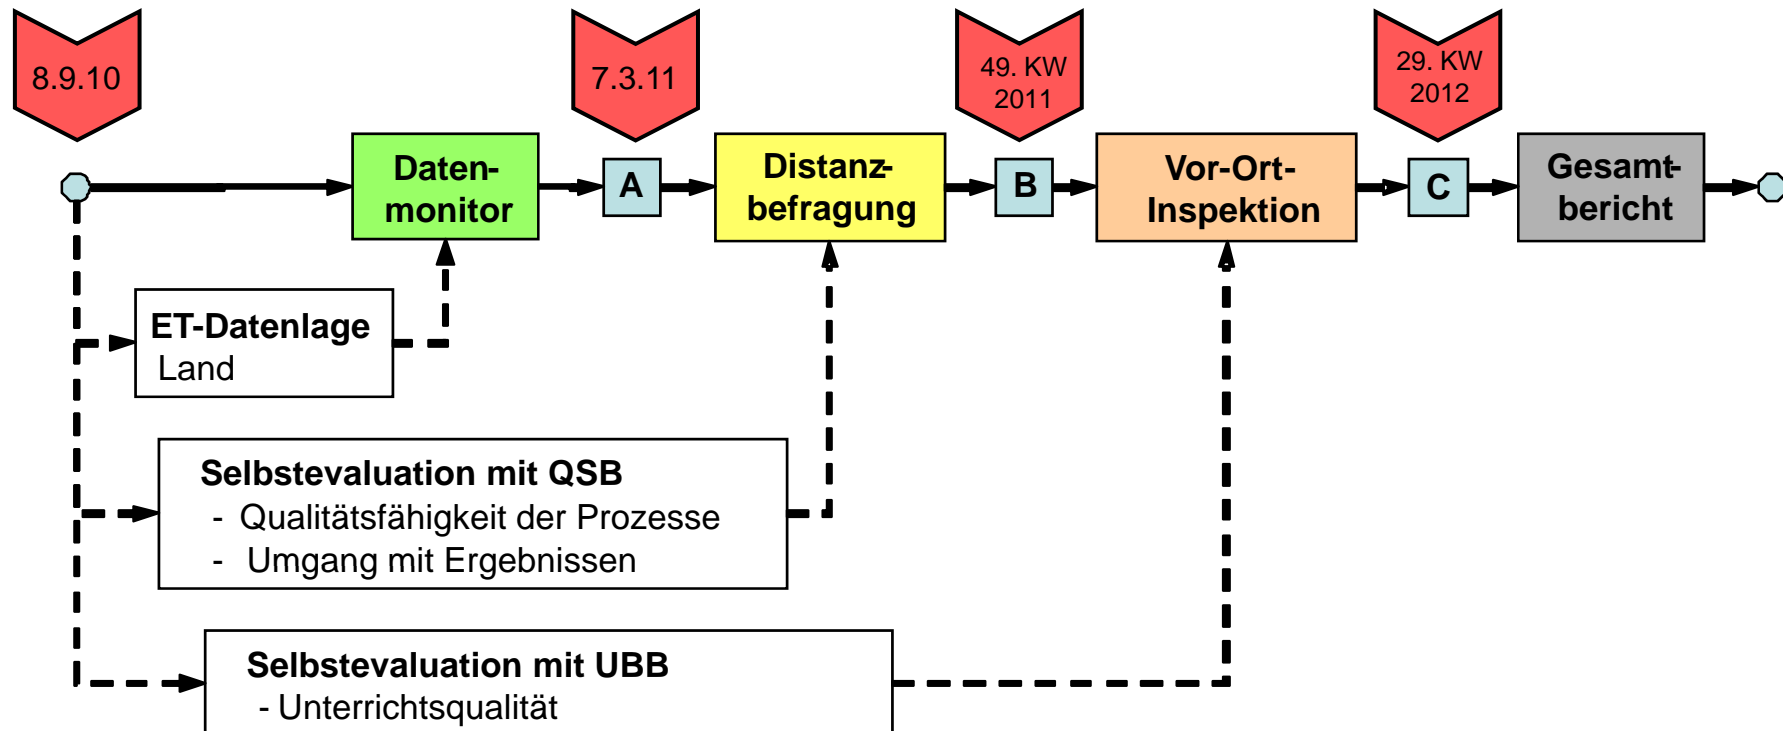 8.9.10
7.3.11
49. KW
2011
29. KW
2012
Daten-
monitor
A
Distanz-
befragung
B
Vor-Ort-
Inspektion
C
Gesamt-
bericht
ET-Datenlage
Land
Selbstevaluation mit QSB
- Qualitätsfähigkeit der Prozesse
- Umgang mit Ergebnissen
Selbstevaluation mit UBB
- Unterrichtsqualität